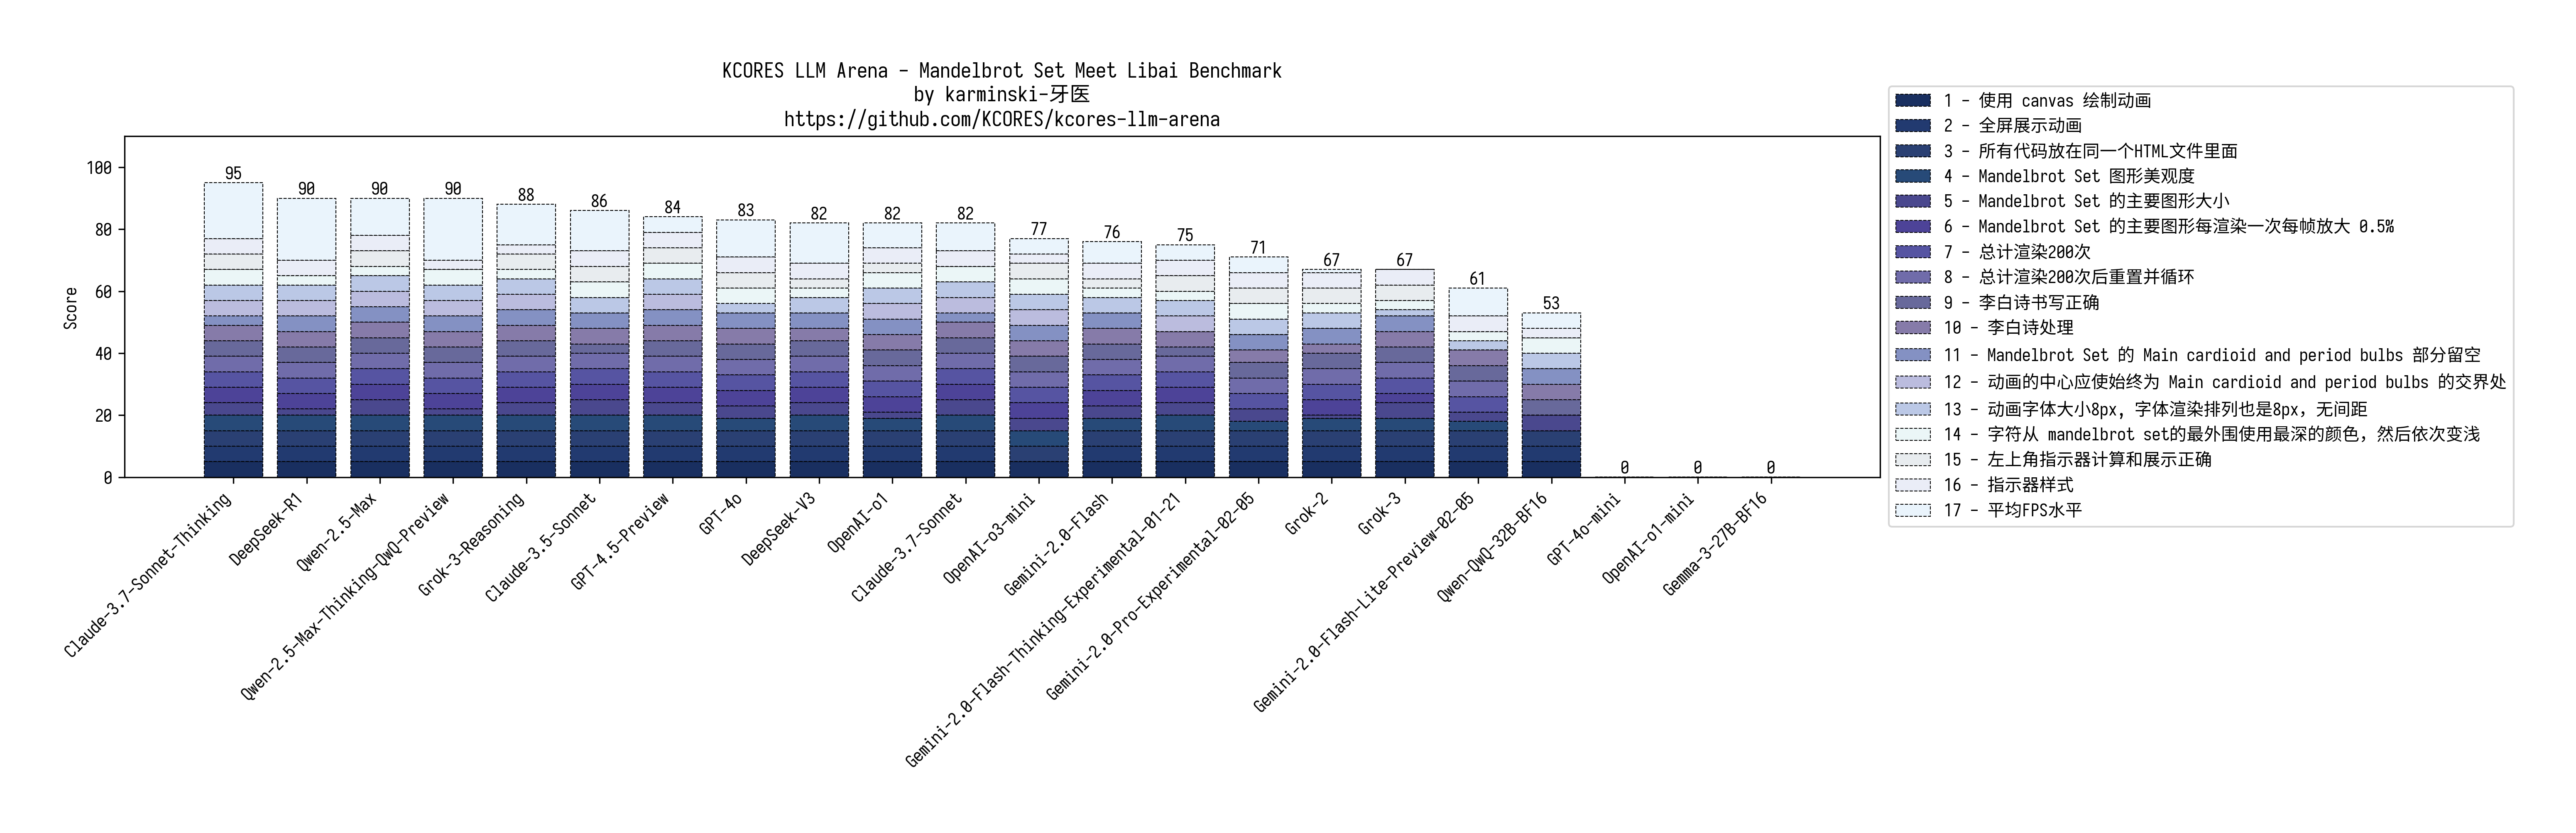 KCORES LLM Arena - Mandelbrot Set Meet Libai Benchmark
by karminski-牙医
https://github.com/KCORES/kcores-llm-arena
Score
100
80
60
40
20
0
95
90
90
90
88
86
84
83
82
82
82
77
76
75
71
67
67
61
53
0
0
0
Claude-3.7-Sonnet-Thinking
DeepSeek-R1
Qwen-2.5-Max
Qwen-2.5-Max-Thinking-QwQ-Preview
Grok-3-Reasoning
Claude-3.5-Sonnet
GPT-4.5-Preview
GPT-4o
DeepSeek-V3
OpenAI-o1
Claude-3.7-Sonnet
OpenAI-o3-mini
Gemini-2.0-Flash
Gemini-2.0-Flash-Thinking-Experimental-01-21
Gemini-2.0-Pro-Experimental-02-05
Grok-2
Grok-3
Gemini-2.0-Flash-Lite-Preview-02-05
Qwen-QwQ-32B-BF16
GPT-4o-mini
OpenAI-o1-mini
Gemma-3-27B-BF16
1 - 使用 canvas 绘制动画
2 - 全屏展示动画
3 - 所有代码放在同一个HTML文件里面
4 - Mandelbrot Set 图形美观度
5 - Mandelbrot Set 的主要图形大小
6 - Mandelbrot Set 的主要图形每渲染一次每帧放大 0.5%
7 - 总计渲染200次
8 - 总计渲染200次后重置并循环
9 - 李白诗书写正确
10 - 李白诗处理
11 - Mandelbrot Set 的 Main cardioid and period bulbs 部分留空
12 - 动画的中心应使始终为 Main cardioid and period bulbs 的交界处
13 - 动画字体大小8px, 字体渲染排列也是8px, 无间距
14 - 字符从 mandelbrot set的最外围使用最深的颜色, 然后依次变浅
15 - 左上角指示器计算和展示正确
16 - 指示器样式
17 - 平均FPS水平